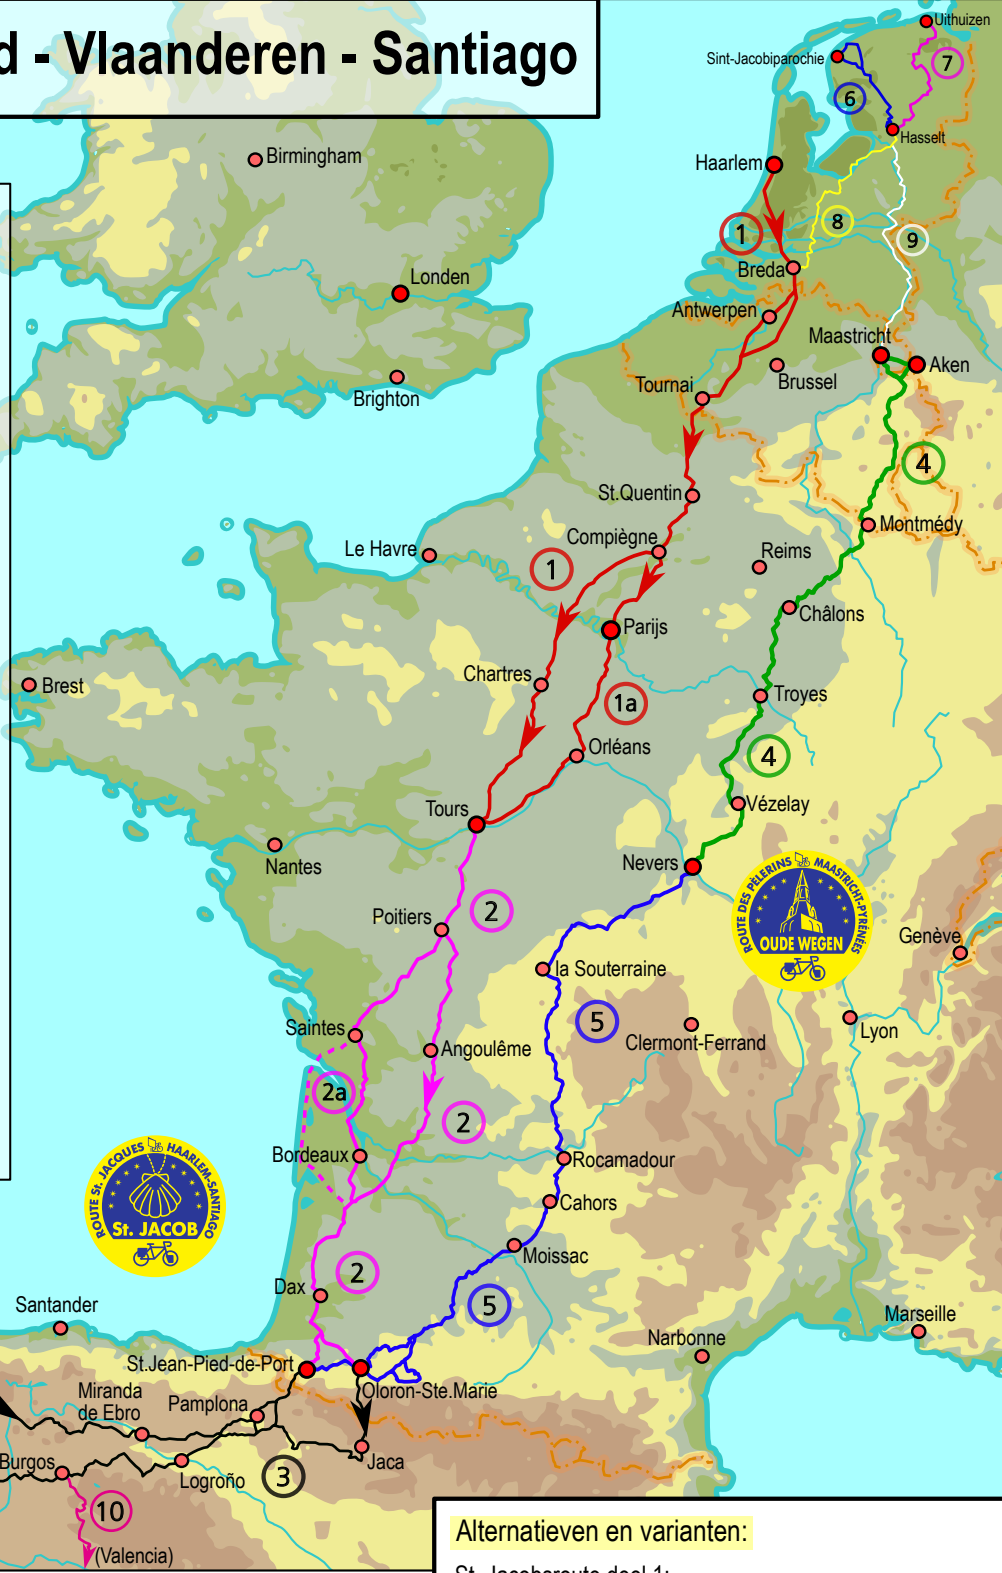 d - Vlaanderen - Santiago
Uithuizen
Sint-Jacobiparochie
7
6
Hasselt
Birmingham
Haarlem
8
1
9
Breda
Londen
Antwerpen
Maastricht
Aken
Brussel
Tournai
Brighton
4
St.Quentin
Montmédy
Compiègne
Le Havre
Reims
1
Châlons
Parijs
Chartres
Brest
Troyes
1a
Orléans
4
Tours
Vézelay
Nevers
Nantes
ROUTE DES PÈLERINS MAASTRICHT-PYRÉNÉES
OUDE WEGEN
Poitiers
2
Genève
la Souterraine
5
Saintes
Clermont-Ferrand
Lyon
Angoulême
2a
2
Bordeaux
Rocamadour
ROUTE St. JACQUES HAARLEM-SANTIAGO
St. JACOB
Cahors
Moissac
2
Dax
5
Santander
Marseille
Narbonne
St.Jean-Pied-de-Port
Oloron-Ste.Marie
Miranda
de Ebro
Pamplona
Burgos
Jaca
Logroño
3
10
(Valencia)
Alternatieven en varianten:
St. Jacobsroute deel 1: